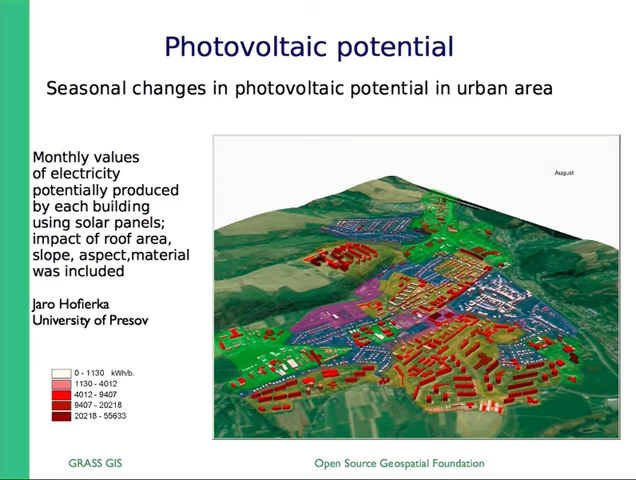 Photovoltaic potential
Seasonal changes in photovoltaic potential in urban area
Monthly values
of electricity
potentially produced
by each building
using solar panels;
impact of roof area,
slope, aspect,material
was included
Jaro Hofierka
University of Presov
August
0 - 1130 kWh/b.
1130 - 4012
4012 - 9407
9407 - 20218
20218 - 55633
GRASS GIS
Open Source Geospatial Foundation